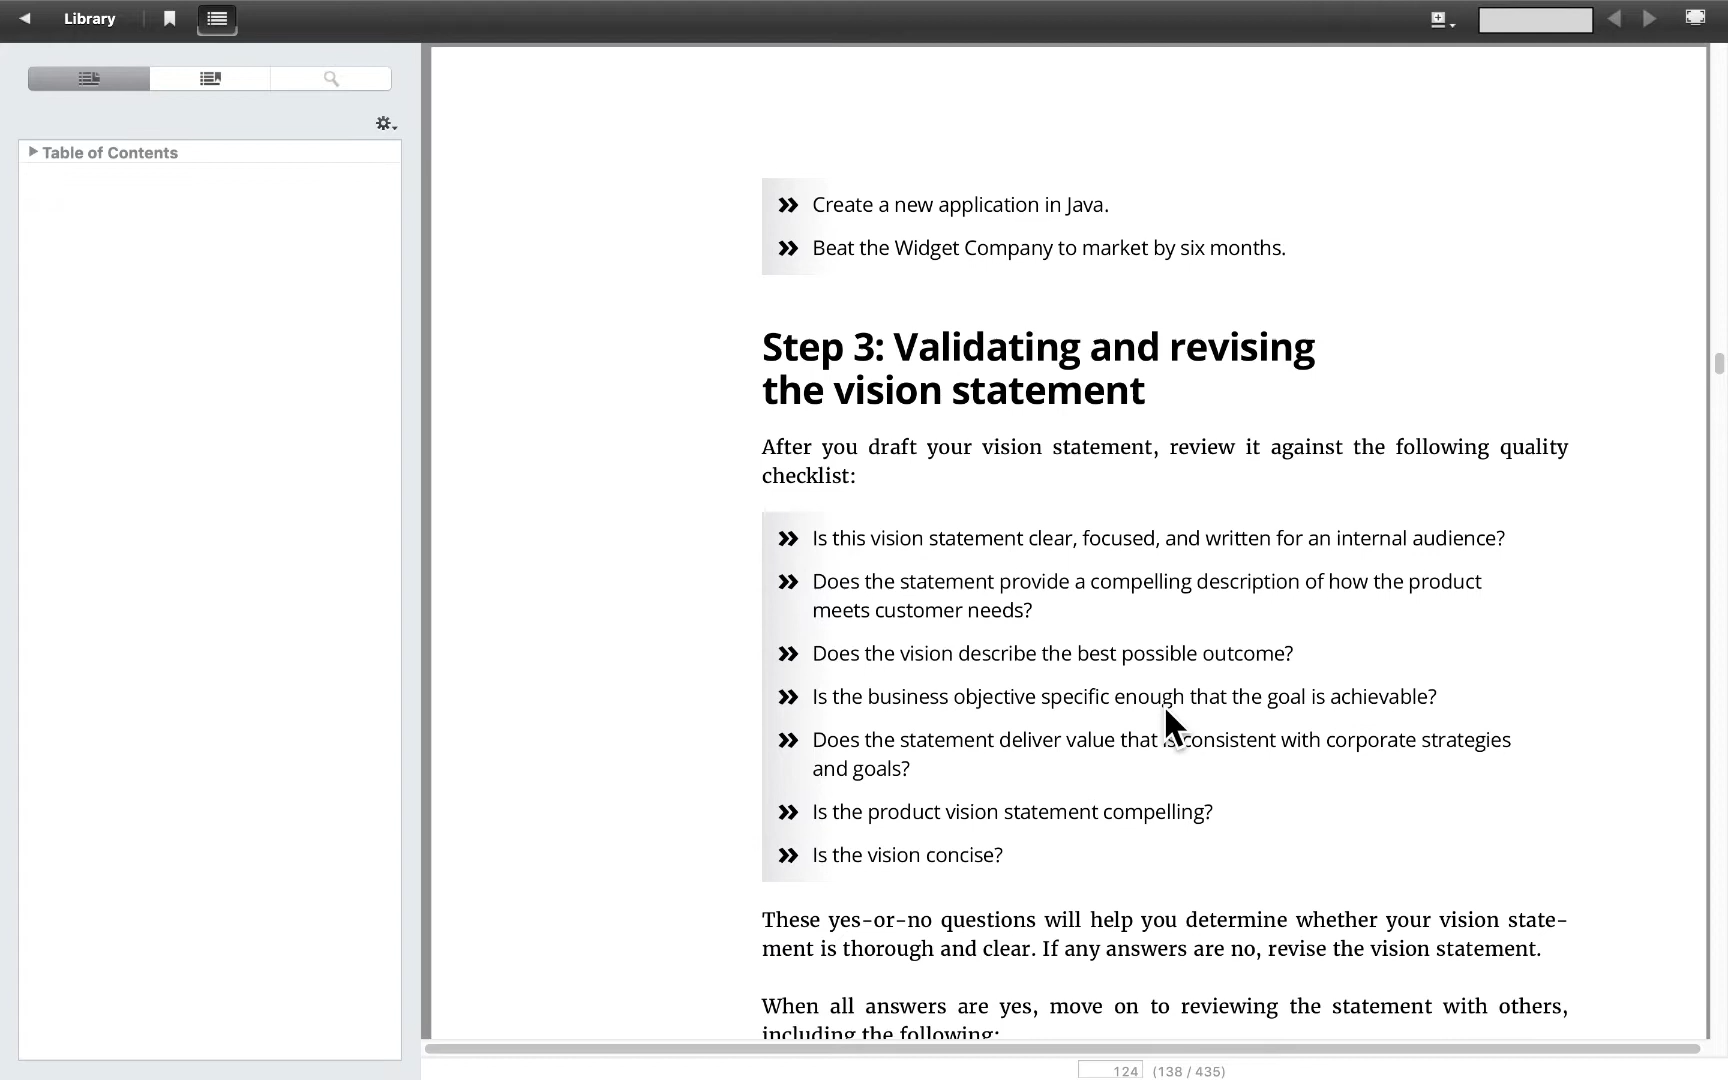 Library
Table of Contents
Create a new application in Java.
Beat the Widget Company to market by six months.
Step 3: Validating and revising
the vision statement
After you draft your vision statement, review it against the following quality
checklist:
Is this vision statement clear, focused, and written for an internal audience?
Does the statement provide a compelling description of how the product
meets customer needs?
Does the vision describe the best possible outcome?
Is the business objective specific enough that the goal is achievable?
Does the statement deliver value that consistent with corporate strategies
and goals?
Is the product vision statement compelling?
Is the vision concise?
These yes-or-no questions will help you determine whether your vision state-
ment is thorough and clear. If any answers are no, revise the vision statement.
When all answers are yes, move on to reviewing the statement with others,
including the following:
124 (138 / 435)